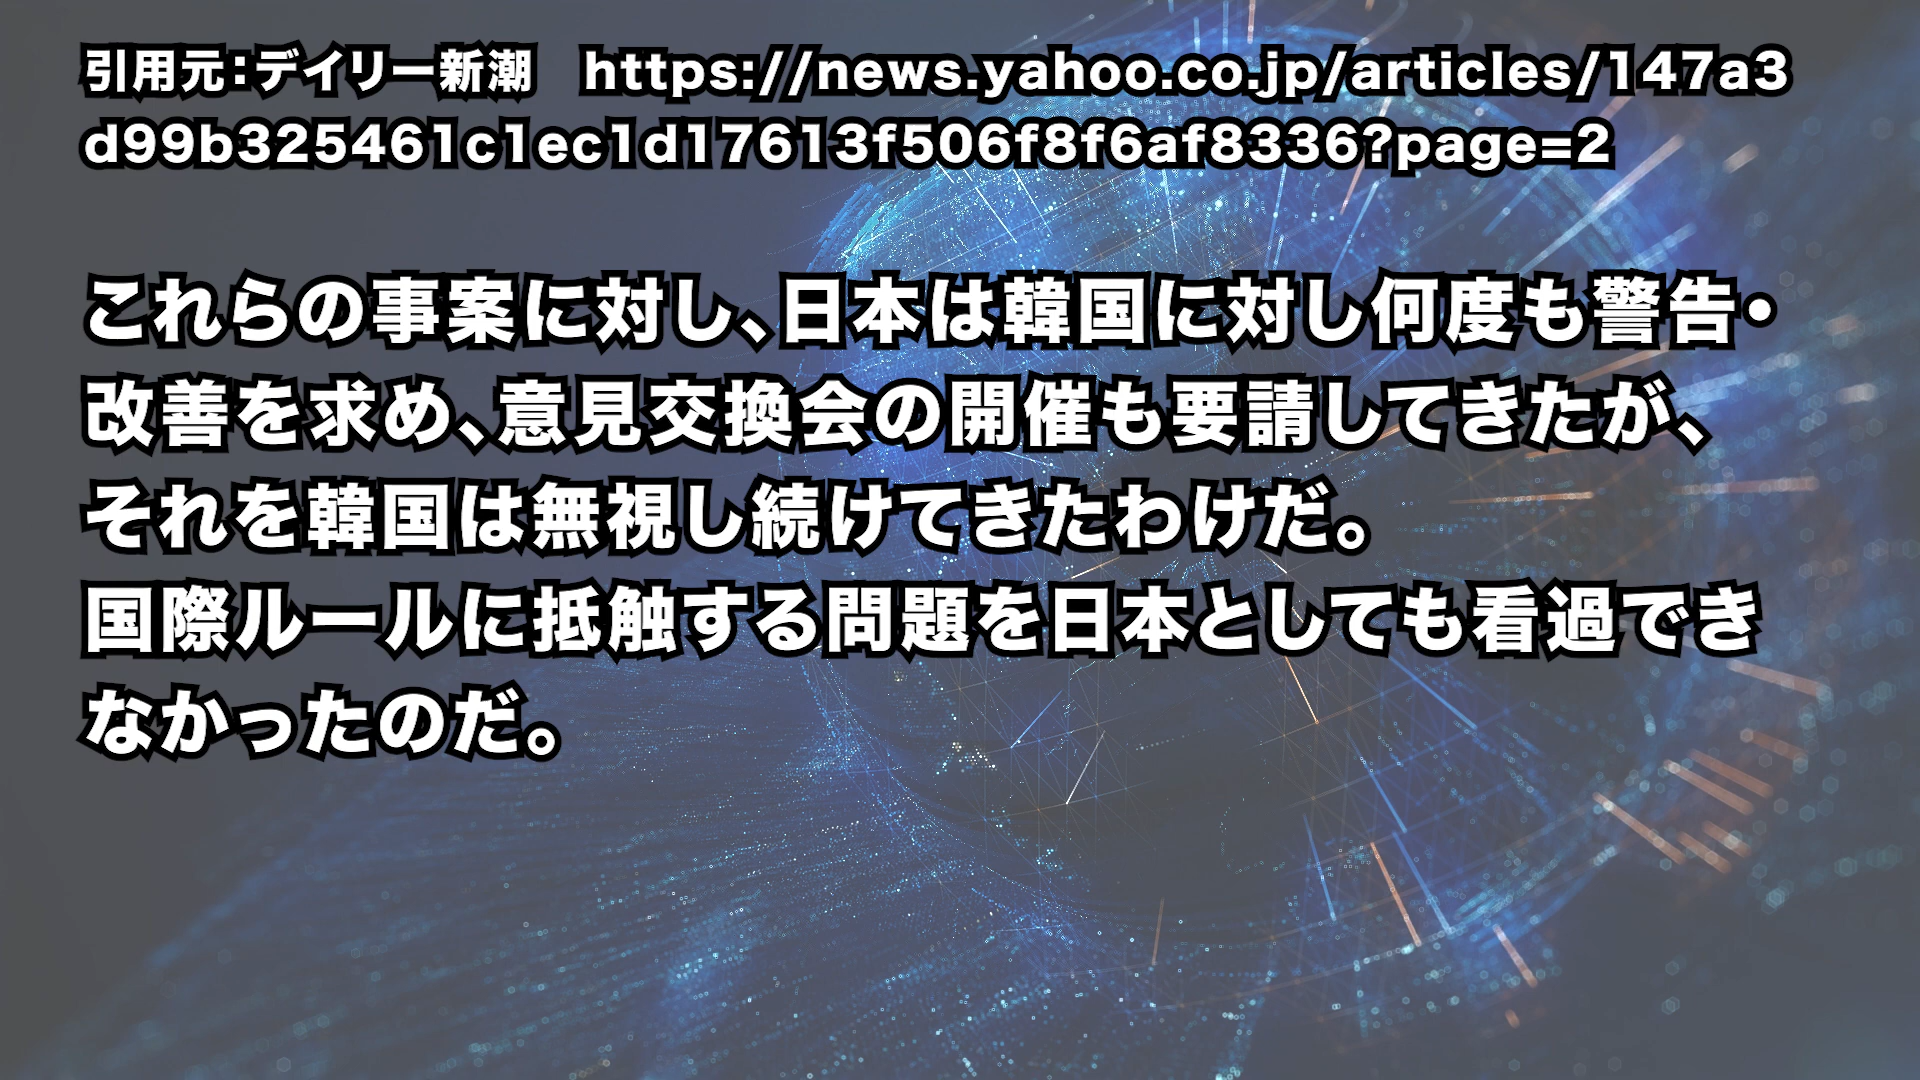 引用元：デイリー新潮　https://news.yahoo.co.jp/articles/147a3
d99b325461c1ec1d17613f506f8f6af8336?page=2
これらの事案に対し、日本は韓国に対し何度も警告・
改善を求め、意見交換会の開催も要請してきたが、
それを韓国は無視し続けてきたわけだ。
国際ルールに抵触する問題を日本としても看過でき
なかったのだ。